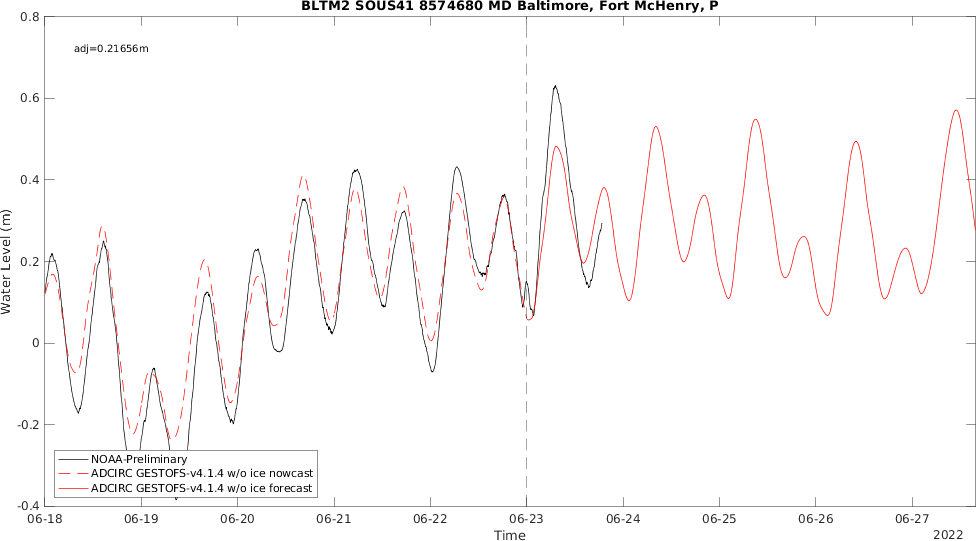 BLTM2 SOUS41 8574680 MD Baltimore, Fort McHenry, P
adj=0.21656m
0.8
0.6
0.4
0.2
0
-0.2
-0.4
Water Level (m)
NOAA-Preliminary
ADCIRC GESTOFS-v4.1.4 w/o ice nowcast
ADCIRC GESTOFS-v4.1.4 w/o ice forecast
06-18 06-19 06-20 06-21 06-22 06-23 06-24 06-25 06-26 06-27
Time
2022